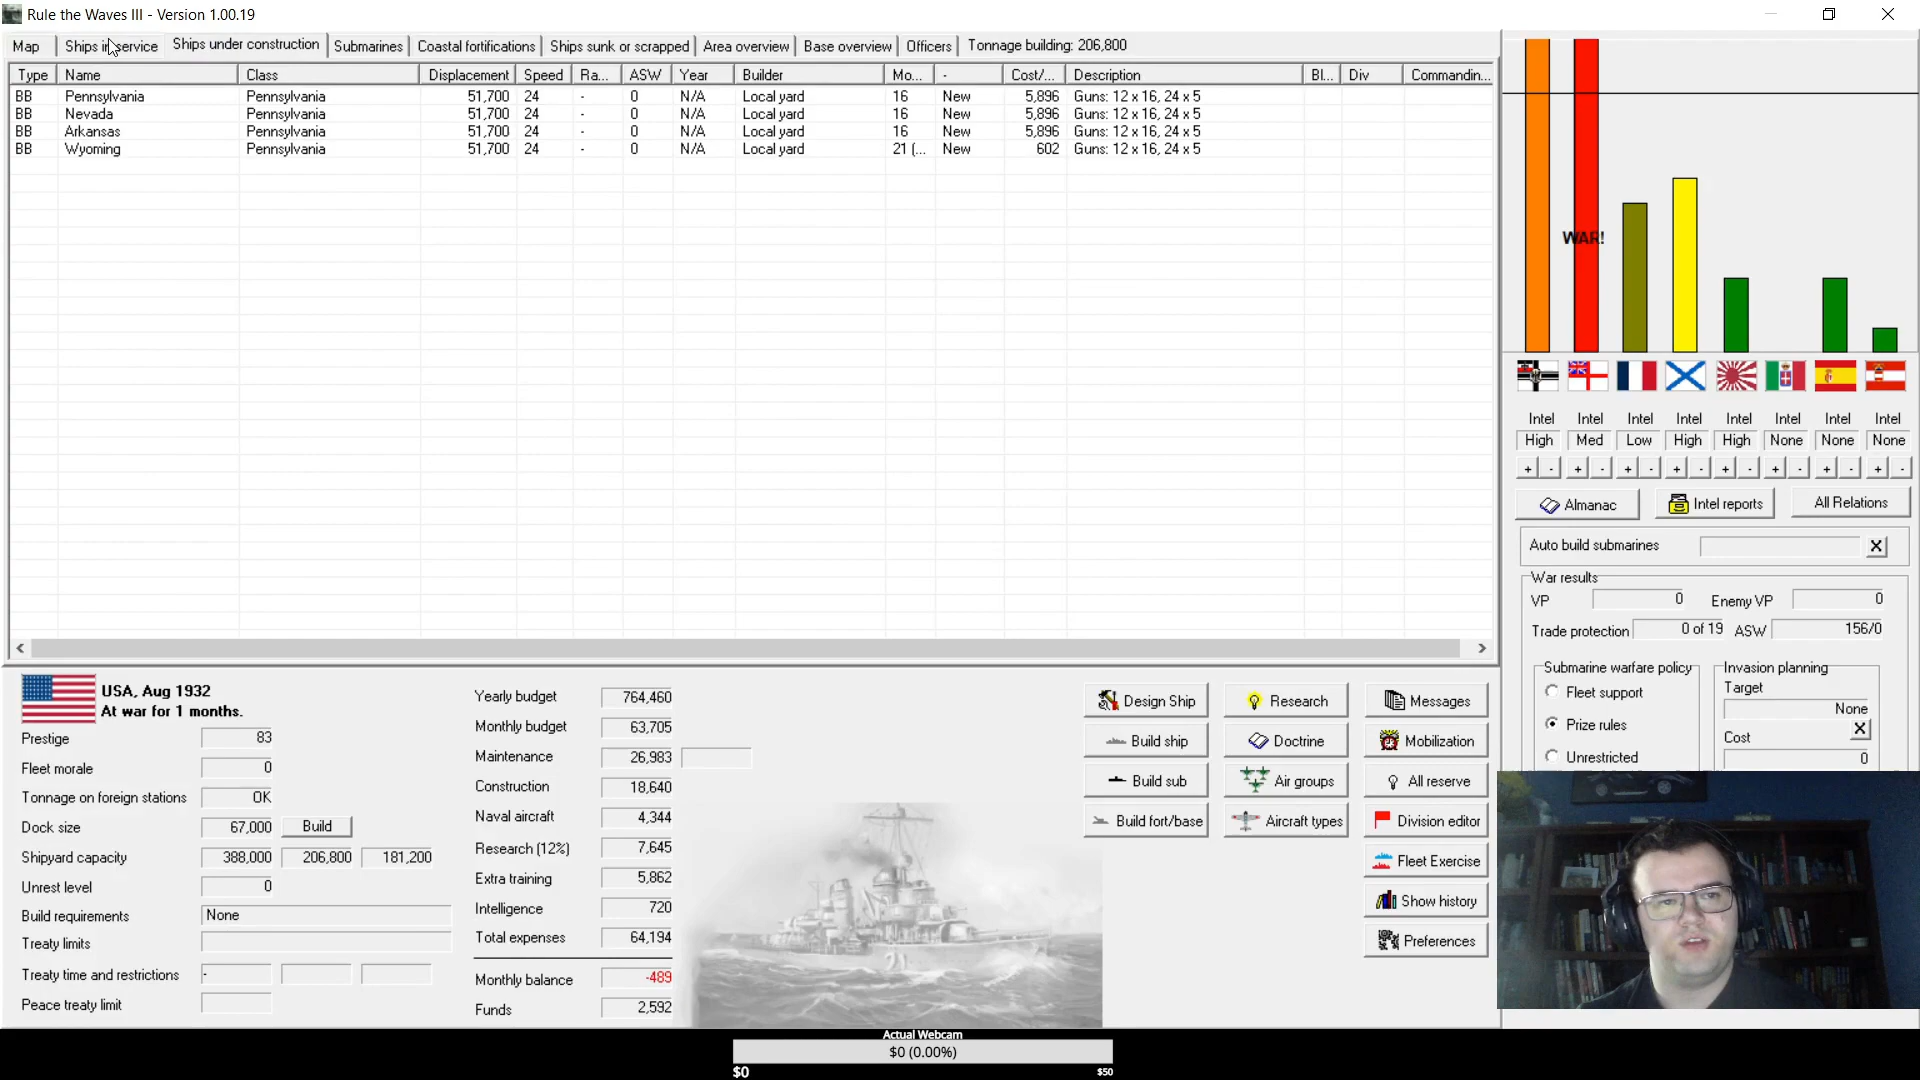 Rule the Waves III - Version 1.00.19
Map Ships in service Ships under construction Submarines Coastal fortifications Ships sunk or scrapped Area overview Base overview Officers Tonnage building: 206,800
Type Name Class Displacement Speed Ra... ASW Year Builder Mo... - Cost/... Description Bl... Div Commandin...
BB Pennsylvania Pennsylvania 51,700 24 - 0 N/A Local yard 16 New 5,896 Guns: 12 x 16, 24 x 5
BB Nevada Pennsylvania 51,700 24 - 0 N/A Local yard 16 New 5,896 Guns: 12 x 16, 24 x 5
BB Arkansas Pennsylvania 51,700 24 - 0 N/A Local yard 16 New 5,896 Guns: 12 x 16, 24 x 5
BB Wyoming Pennsylvania 51,700 24 - 0 N/A Local yard 21 (... New 602 Guns: 12 x 16, 24 x 5
WAR!
Intel Intel Intel Intel Intel Intel Intel Intel
High Med Low High High None None None
+ - + - + - + - + - + - + - + -
Almanac Intel reports All Relations
Auto build submarines X
War results
VP 0 Enemy VP 0
Trade protection 0 of 19 ASW 156/0
Submarine warfare policy Invasion planning
Fleet support Target
None
Prize rules Cost X
Unrestricted 0
USA, Aug 1932
At war for 1 months.
Prestige 83
Fleet morale 0
Tonnage on foreign stations OK
Dock size 67,000 Build
Shipyard capacity 388,000 206,800 181,200
Unrest level 0
Build requirements None
Treaty limits
Treaty time and restrictions -
Peace treaty limit
Yearly budget 764,460
Monthly budget 63,705
Maintenance 26,983
Construction 18,640
Naval aircraft 4,344
Research (12%) 7,645
Extra training 5,862
Intelligence 720
Total expenses 64,194
Monthly balance -489
Funds 2,592
Design Ship Research Messages
Build ship Doctrine Mobilization
Build sub Air groups All reserve
Build fort/base Aircraft types Division editor
Fleet Exercise
Show history
Preferences
21
Actual Webcam
$0 (0.00%)
$0 $50